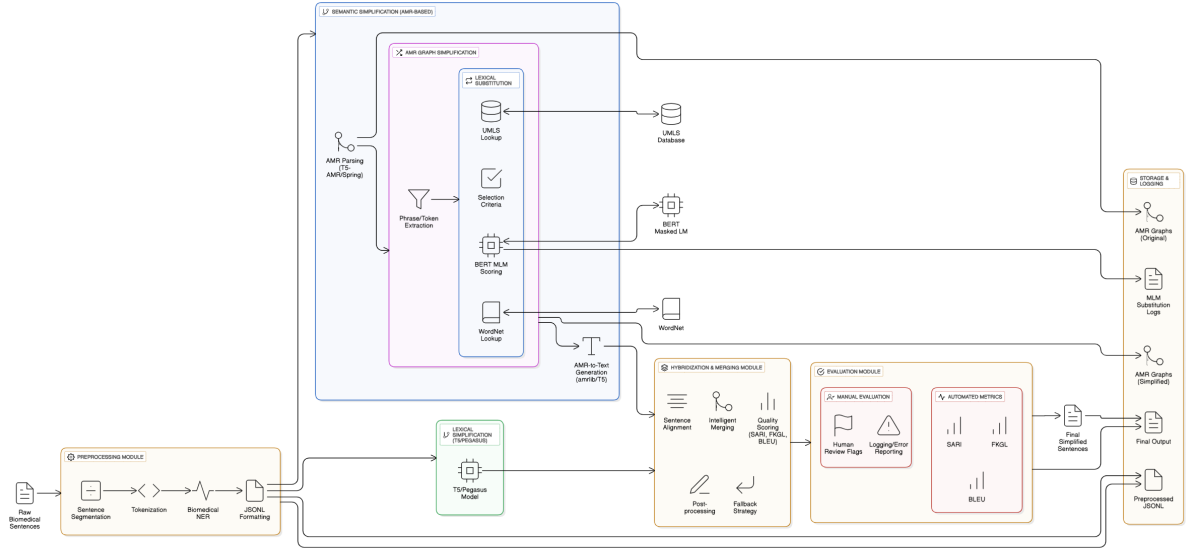 SEMANTIC SIMPLIFICATION (AMR-BASED)
AMR GRAPH SIMPLIFICATION
LEXICAL
SUBSTITUTION
UMLS
Lookup
UMLS
Database
AMR Parsing
(T5-
AMR/Spring)
Selection
Criteria
Phrase/Token
Extraction
BERT
Masked LM
BERT MLM
Scoring
WordNet
Lookup
WordNet
AMR-to-Text
Generation
(amrlib/T5)
STORAGE &
LOGGING
AMR Graphs
(Original)
MLM
Substitution
Logs
AMR Graphs
(Simplified)
Final Output
Preprocessed
JSONL
HYBRIDIZATION & MERGING MODULE
Sentence
Alignment
Intelligent
Merging
Quality
Scoring
(SARI, FKGL,
BLEU)
Post-
processing
Fallback
Strategy
EVALUATION MODULE
MANUAL EVALUATION
Human
Review Flags
Logging/Error
Reporting
AUTOMATED METRICS
SARI
FKGL
BLEU
Final
Simplified
Sentences
LEXICAL
SIMPLIFICATION
(T5/PEGASUS)
T5/Pegasus
Model
PREPROCESSING MODULE
Raw
Biomedical
Sentences
Sentence
Segmentation
Tokenization
Biomedical
NER
JSONL
Formatting